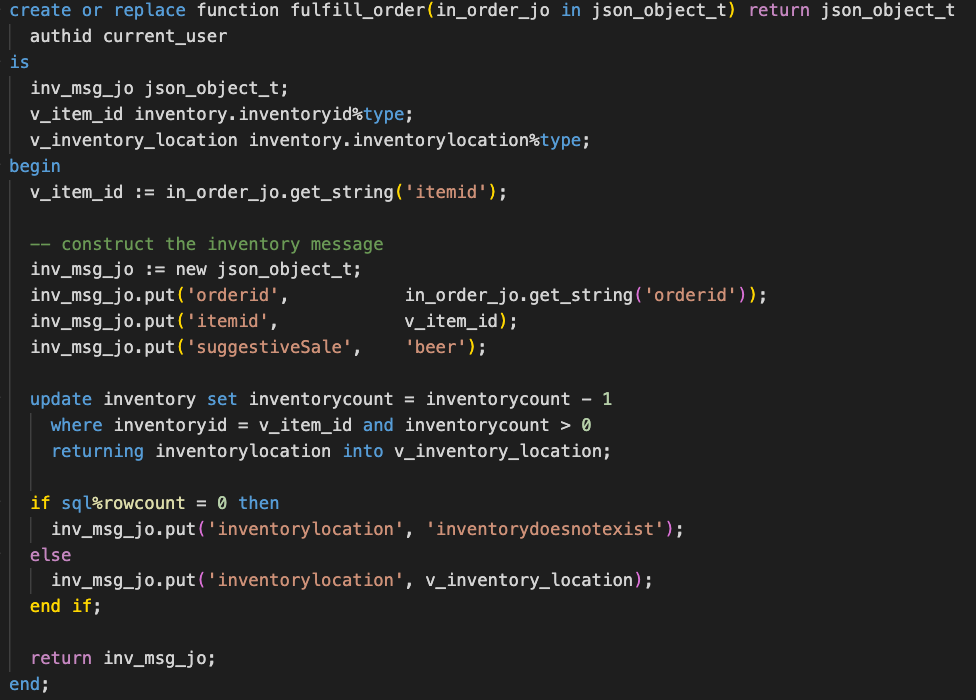 create or replace function fulfill_order(in_order_jo in json_object_t) return json_object_t
  authid current_user
is
  inv_msg_jo json_object_t;
  v_item_id inventory.inventoryid%type;
  v_inventory_location inventory.inventorylocation%type;
begin
  v_item_id := in_order_jo.get_string('itemid');

  -- construct the inventory message
  inv_msg_jo := new json_object_t;
  inv_msg_jo.put('orderid',           in_order_jo.get_string('orderid'));
  inv_msg_jo.put('itemid',            v_item_id);
  inv_msg_jo.put('suggestiveSale',    'beer');

  update inventory set inventorycount = inventorycount - 1
    where inventoryid = v_item_id and inventorycount > 0
    returning inventorylocation into v_inventory_location;

  if sql%rowcount = 0 then
    inv_msg_jo.put('inventorylocation', 'inventorydoesnotexist');
  else
    inv_msg_jo.put('inventorylocation', v_inventory_location);
  end if;

  return inv_msg_jo;
end;